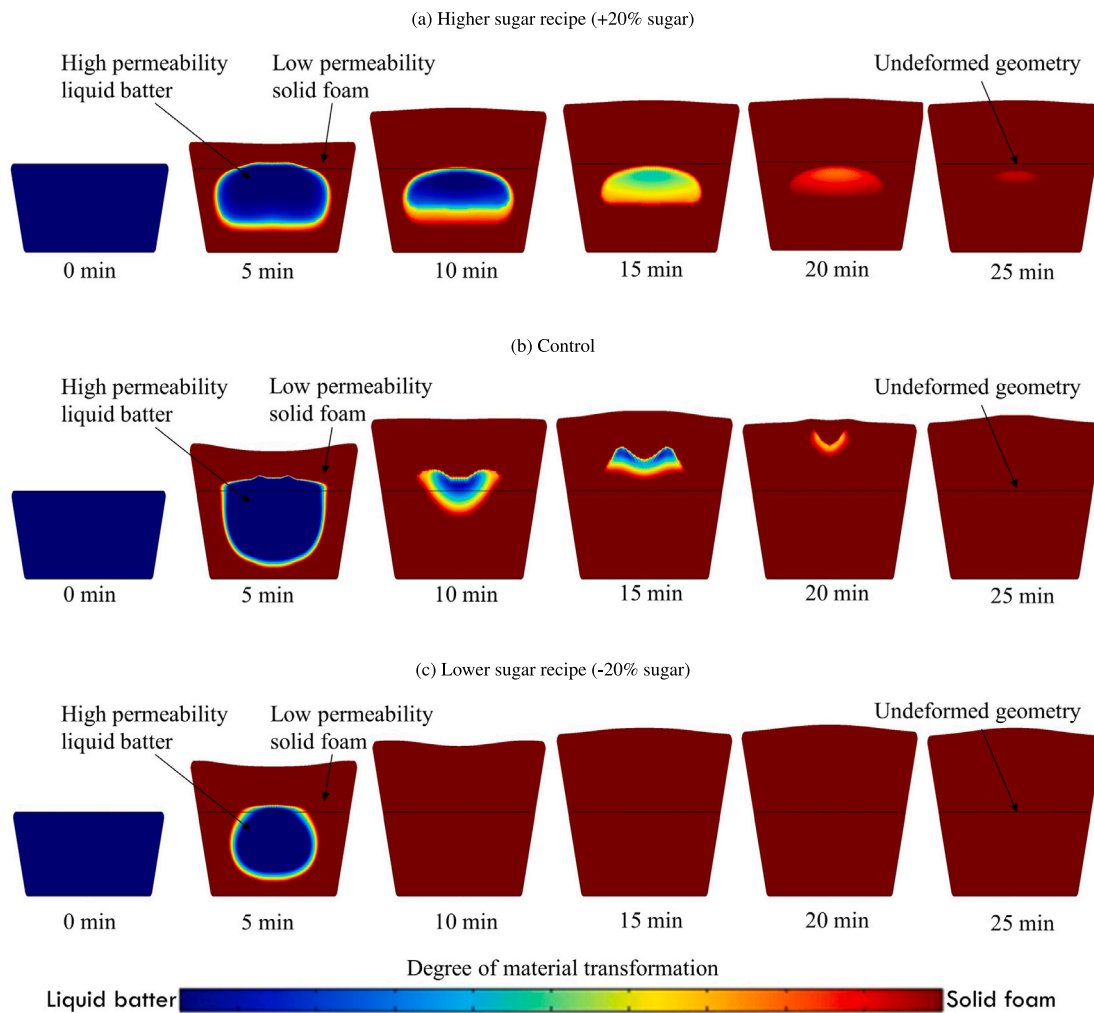 (a) Higher sugar recipe (+20% sugar)
High permeability
liquid batter
Low permeability
solid foam
Undeformed geometry
0 min
5 min
10 min
15 min
20 min
25 min
(b) Control
High permeability
liquid batter
Low permeability
solid foam
Undeformed geometry
0 min
5 min
10 min
15 min
20 min
25 min
(c) Lower sugar recipe (-20% sugar)
High permeability
liquid batter
Low permeability
solid foam
Undeformed geometry
0 min
5 min
10 min
15 min
20 min
25 min
Degree of material transformation
Liquid batter
Solid foam